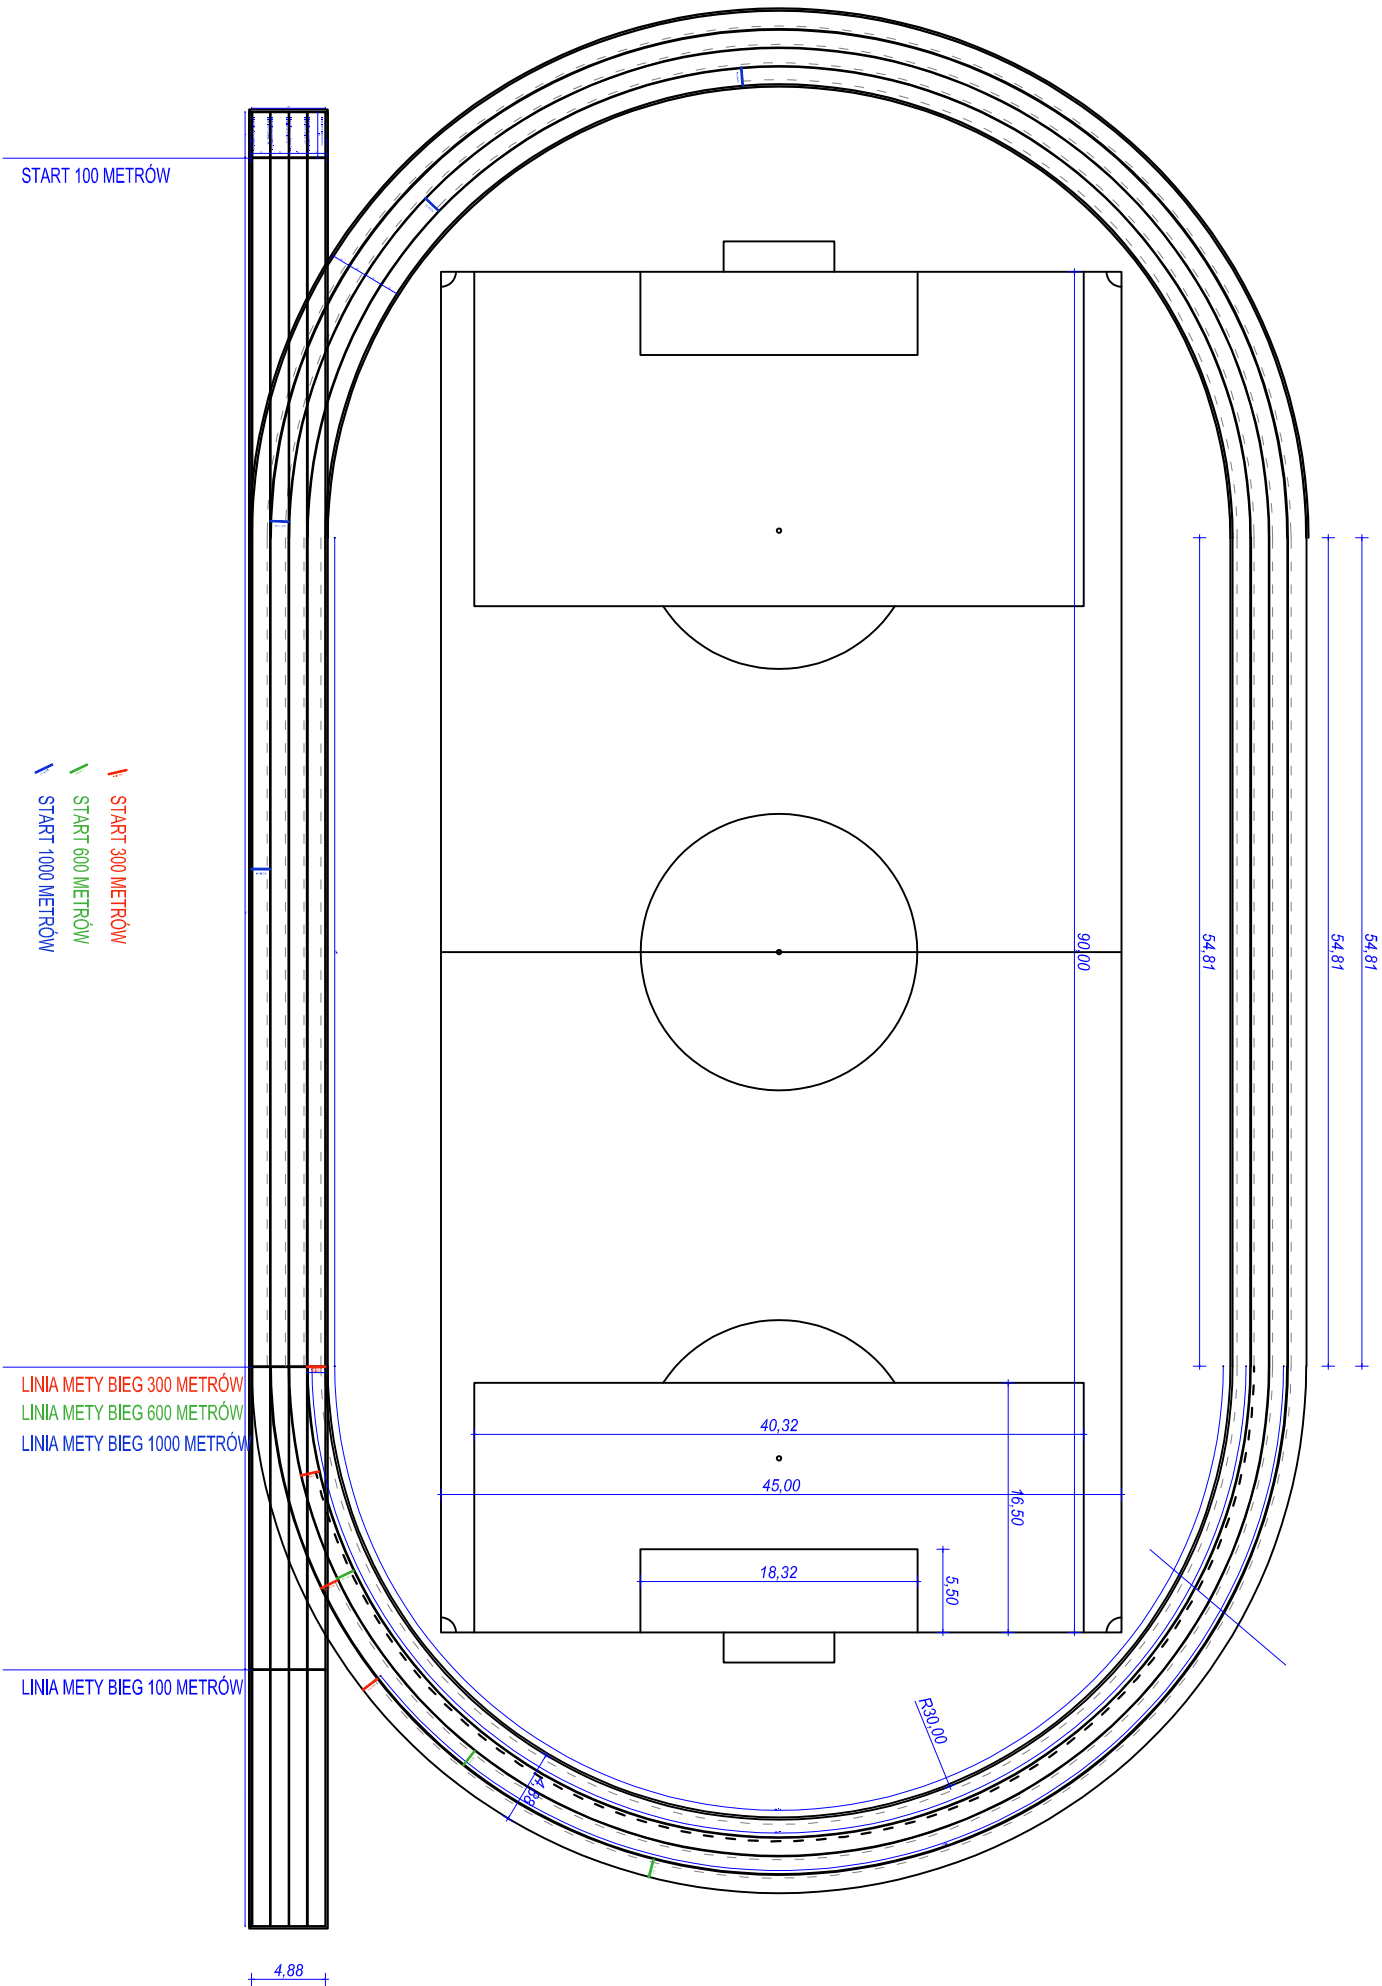 START 100 METRÓW
START 300 METRÓW
START 600 METRÓW
START 1000 METRÓW
54,81
54,81
54,81
90,00
LINIA METY BIEG 300 METRÓW
LINIA METY BIEG 600 METRÓW
LINIA METY BIEG 1000 METRÓW
40,32
45,00
16,50
18,32
5,50
LINIA METY BIEG 100 METRÓW
R30,00
4,88
4,88